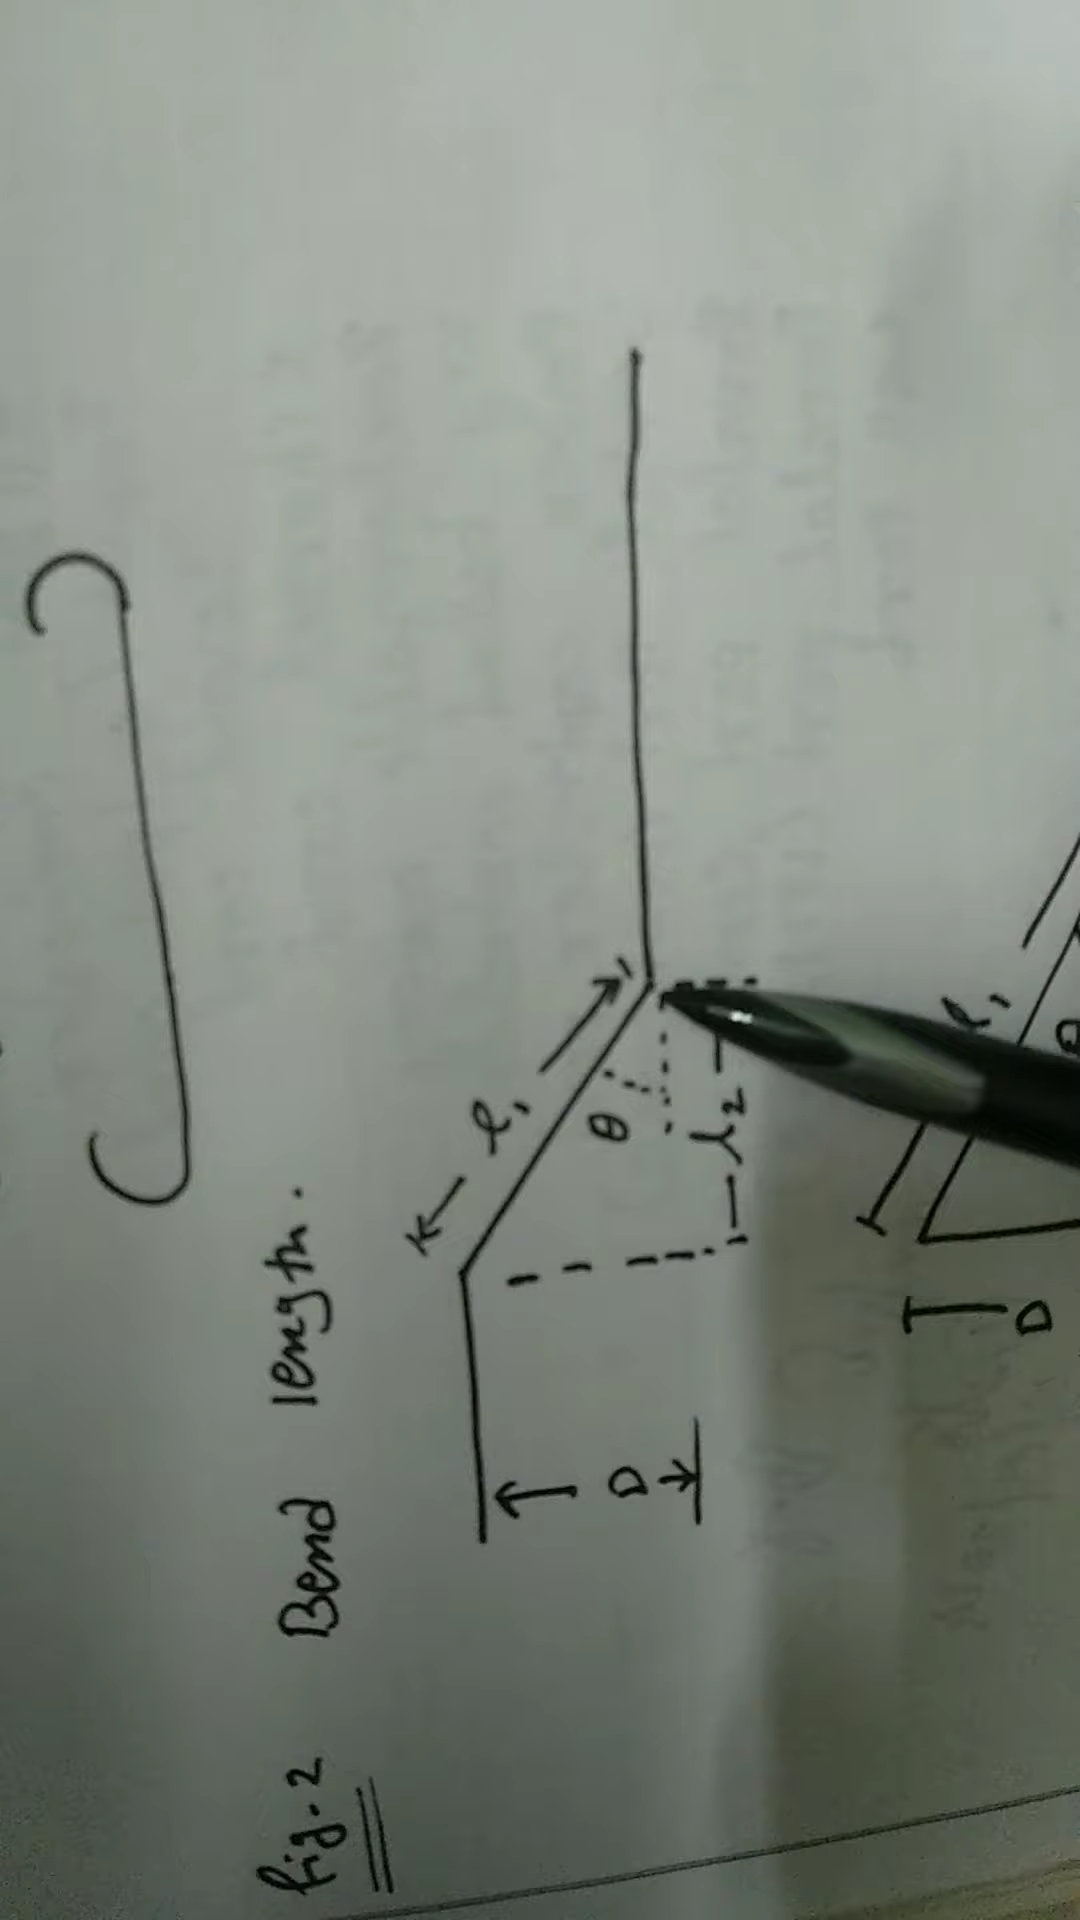 fig. 2 Bend length.
l1
θ
l2
D
l1
θ
D